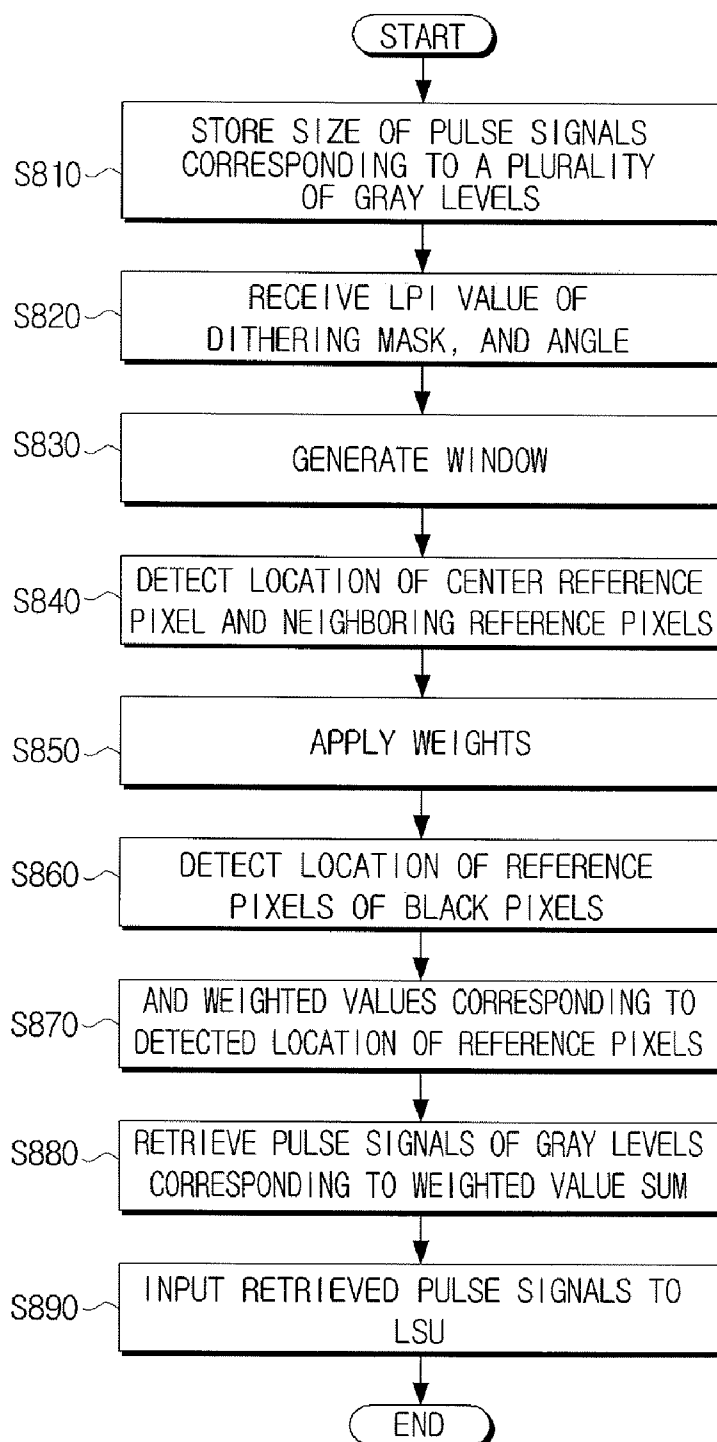 START
S810
STORE SIZE OF PULSE SIGNALS
CORRESPONDING TO A PLURALITY
OF GRAY LEVELS
S820
RECEIVE LPI VALUE OF
DITHERING MASK, AND ANGLE
S830
GENERATE WINDOW
S840
DETECT LOCATION OF CENTER REFERENCE
PIXEL AND NEIGHBORING REFERENCE PIXELS
S850
APPLY WEIGHTS
S860
DETECT LOCATION OF REFERENCE
PIXELS OF BLACK PIXELS
S870
AND WEIGHTED VALUES CORRESPONDING TO
DETECTED LOCATION OF REFERENCE PIXELS
S880
RETRIEVE PULSE SIGNALS OF GRAY LEVELS
CORRESPONDING TO WEIGHTED VALUE SUM
S890
INPUT RETRIEVED PULSE SIGNALS TO
LSU
END